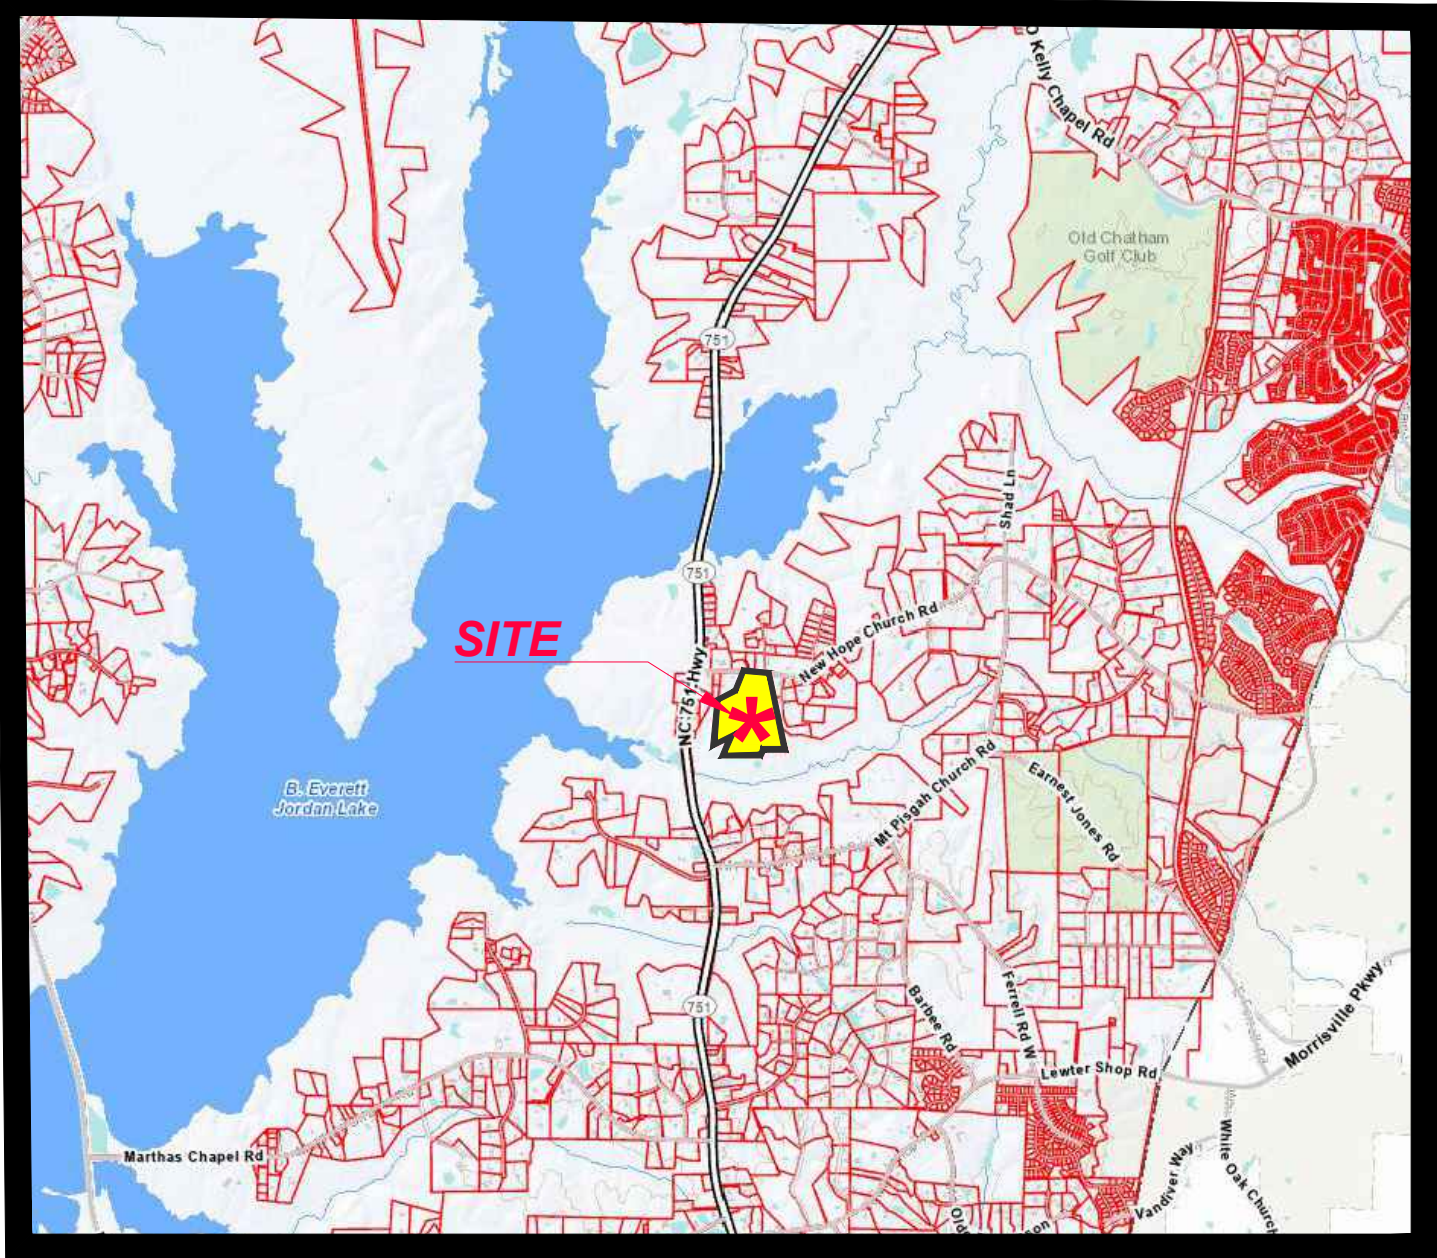 O Kelly Chapel Rd
Old Chatham
Golf Club
751
Shad Ln
751
New Hope Church Rd
SITE
NC 751 Hwy
B. Everett
Jordan Lake
Mt Pisgah Church Rd
Earnest Jones Rd
Ferrell Rd W
Barbee Rd
751
Morrisville Pkwy
Lewter Shop Rd
Marthas Chapel Rd
White Oak Church
Vandiver Way